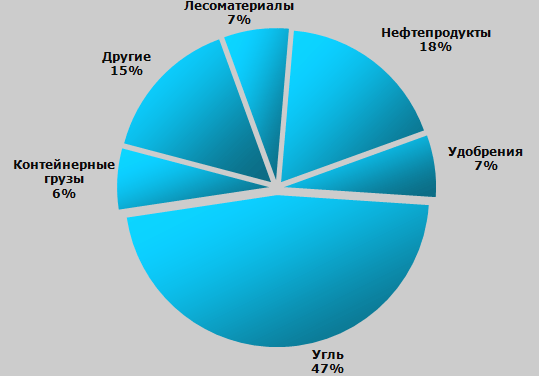 Лесоматериалы
7%
Нефтепродукты
18%
Другие
15%
Удобрения
7%
Контейнерные
грузы
6%
Угль
47%